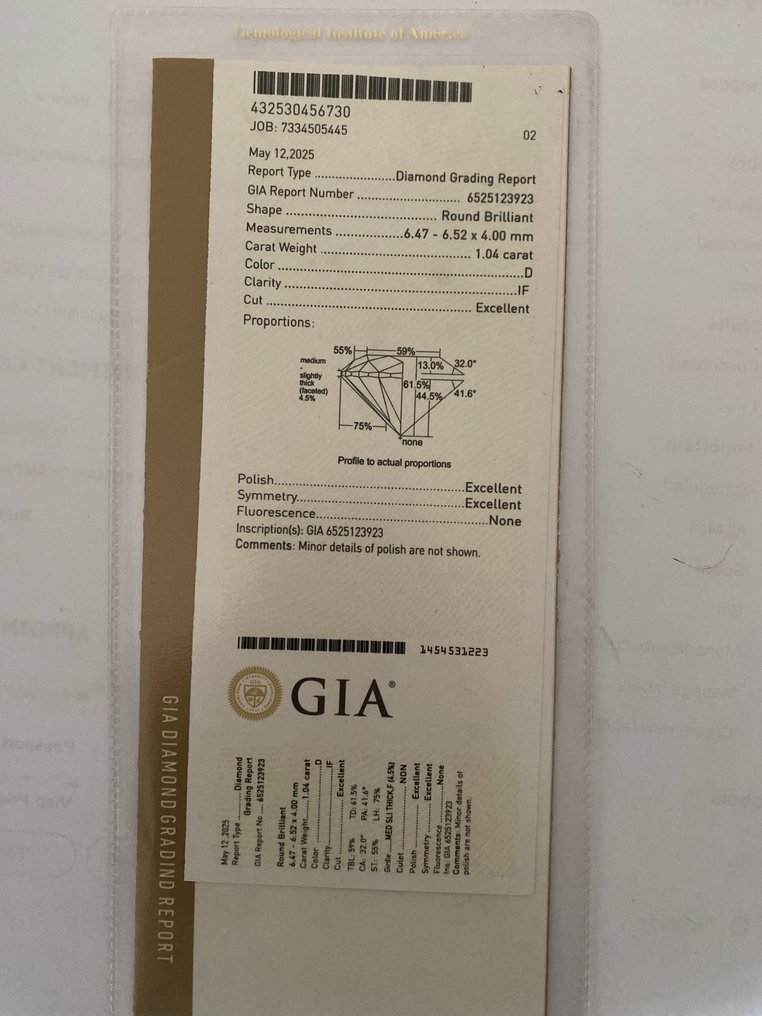 Gemological Institute of America
432530456730
JOB: 7334505445
02
May 12,2025
Report Type ....................Diamond Grading Report
GIA Report Number ......................... 6525123923
Shape ..................................... Round Brilliant
Measurements .................6.47 - 6.52 x 4.00 mm
Carat Weight ..................................... 1.04 carat
Color ............................................................D
Clarity ..........................................................IF
Cut .................................................... Excellent
Proportions:
55%
59%
13.0%
32.0°
medium
-
slightly
thick
(faceted)
4.5%
61.5%
44.5%
41.6°
75%
none
Profile to actual proportions
Polish...............................................Excellent
Symmetry..........................................Excellent
Fluorescence...........................................None
Inscription(s): GIA 6525123923
Comments: Minor details of polish are not shown.
1454531223
GIA®
GIA DIAMOND GRADIND REPORT
May 12 ,2025
Report Type ........... Diamond
Grading Report
GIA Report No .... 6525123923
Round Brilliant
6.47 - 6.52 x 4.00 mm
Carat Weight........ 1.04 carat
Color ..............................D
Clarity............................IF
Cut ......................Excellent
TBL: 59% TD: 61.5%
CA: 32.0° PA: 41.6°
ST: 55% LH: 75%
Girdle ....MED SLI THICK,F (4.5%)
Culet ........................ NON
Polish ................. Excellent
Symmetry ........... Excellent
Fluorescence................None
Ins: GIA 6525123923
Comments: Minor details of
polish are not shown.